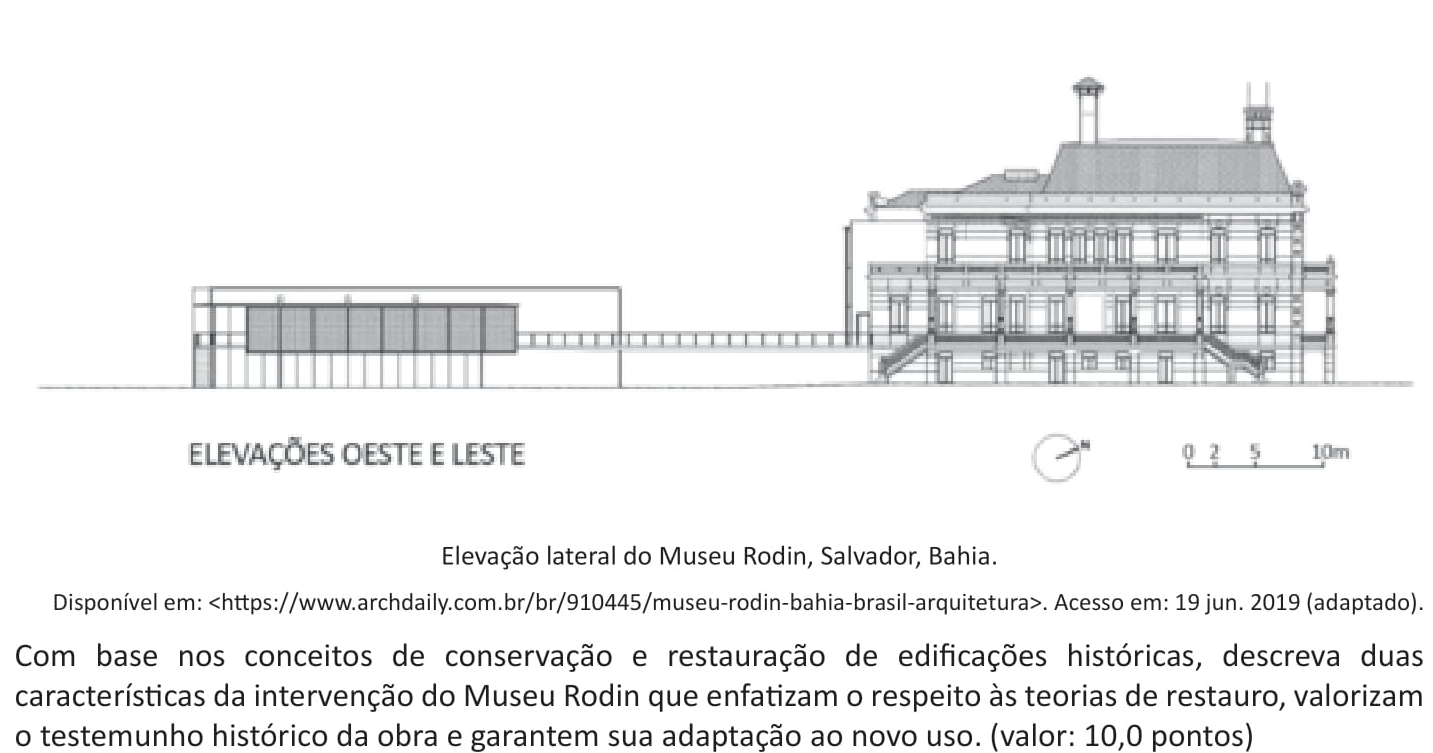 ELEVAÇÕES OESTE E LESTE
N
0 2 5 10m
Elevação lateral do Museu Rodin, Salvador, Bahia.
Disponível em: <https://www.archdaily.com.br/br/910445/museu-rodin-bahia-brasil-arquitetura>. Acesso em: 19 jun. 2019 (adaptado).
Com base nos conceitos de conservação e restauração de edificações históricas, descreva duas
características da intervenção do Museu Rodin que enfatizam o respeito às teorias de restauro, valorizam
o testemunho histórico da obra e garantem sua adaptação ao novo uso. (valor: 10,0 pontos)